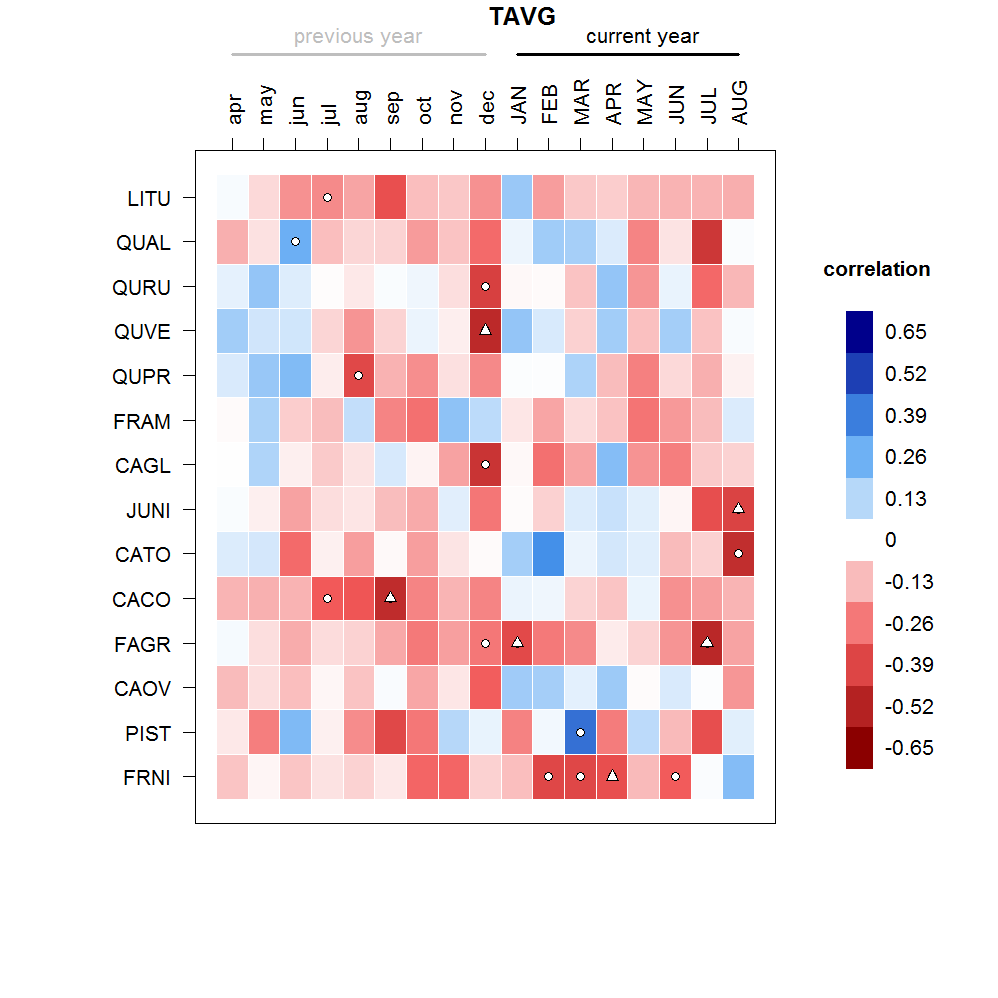 TAVG
previous year current year
apr may jun jul aug sep oct nov dec JAN FEB MAR APR MAY JUN JUL AUG
LITU
QUAL
QURU
QUVE
QUPR
FRAM
CAGL
JUNI
CATO
CACO
FAGR
CAOV
PIST
FRNI
correlation
0.65
0.52
0.39
0.26
0.13
0
-0.13
-0.26
-0.39
-0.52
-0.65